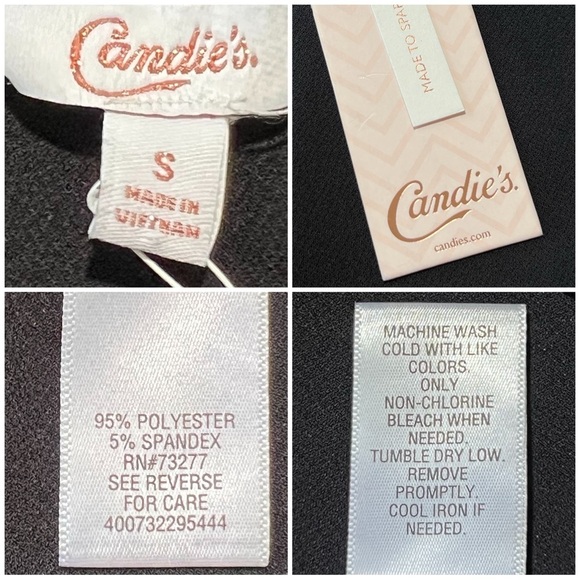 Candie's.
S
MADE IN
VIETNAM
MADE TO SPAR
Candie's.
candies.com
95% POLYESTER
5% SPANDEX
RN#73277
SEE REVERSE
FOR CARE
400732295444
MACHINE WASH
COLD WITH LIKE
COLORS.
ONLY
NON-CHLORINE
BLEACH WHEN
NEEDED.
TUMBLE DRY LOW.
REMOVE
PROMPTLY.
COOL IRON IF
NEEDED.